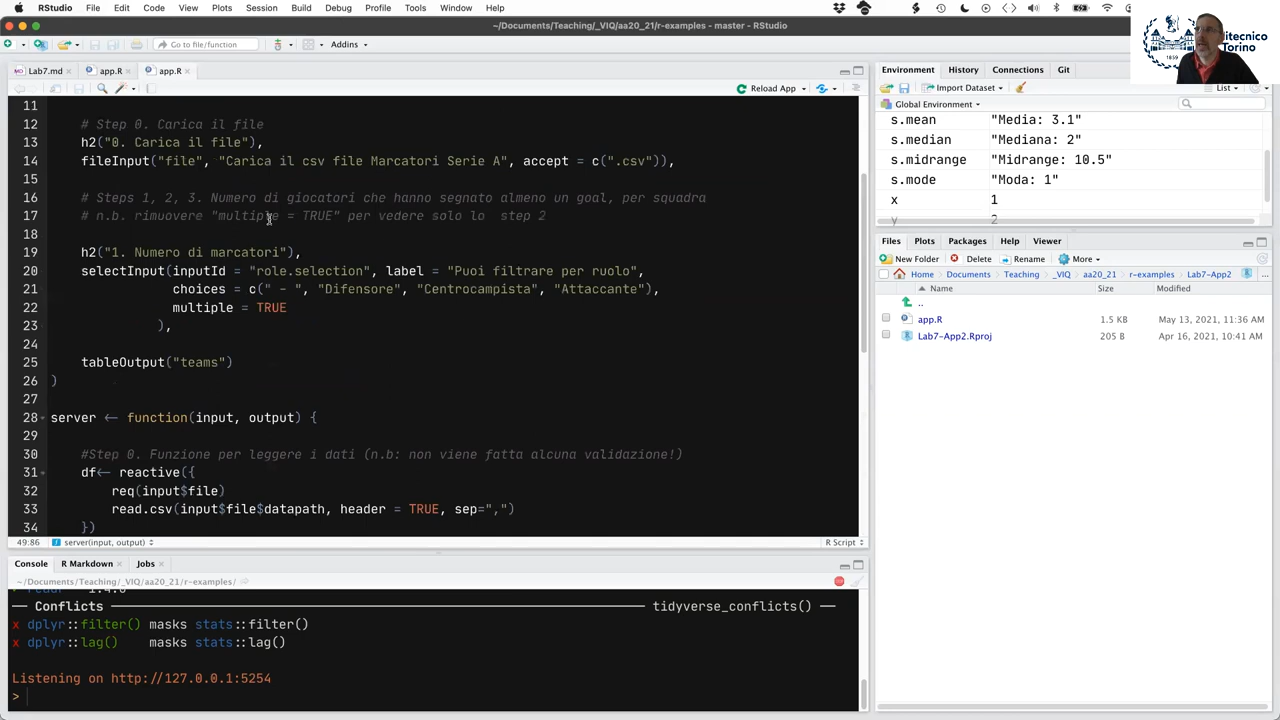 RStudio File Edit Code View Plots Session Build Debug Profile Tools Window Help
~/Documents/Teaching/_VIQ/aa20_21/r-examples - master - RStudio
Go to file/function Addins
Politecnico
Torino
1859
Lab7.md app.R app.R
Reload App
11
12 # Step 0. Carica il file
13 h2("0. Carica il file"),
14 fileInput("file", "Carica il csv file Marcatori Serie A", accept = c(".csv")),
15
16 # Steps 1, 2, 3. Numero di giocatori che hanno segnato almeno un goal, per squadra
17 # n.b. rimuovere "multiple = TRUE" per vedere solo lo step 2
18
19 h2("1. Numero di marcatori"),
20 selectInput(inputId = "role.selection", label = "Puoi filtrare per ruolo",
21 choices = c(" - ", "Difensore", "Centrocampista", "Attaccante"),
22 multiple = TRUE
23 ),
24
25 tableOutput("teams")
26 )
27
28 server <- function(input, output) {
29
30 #Step 0. Funzione per leggere i dati (n.b: non viene fatta alcuna validazione!)
31 df<- reactive({
32 req(input$file)
33 read.csv(input$file$datapath, header = TRUE, sep=",")
34 })
49:86 server(input, output) R Script
Console R Markdown Jobs
~/Documents/Teaching/_VIQ/aa20_21/r-examples/
— Conflicts — tidyverse_conflicts() —
x dplyr::filter() masks stats::filter()
x dplyr::lag() masks stats::lag()
Listening on http://127.0.0.1:5254
>
Environment History Connections Git
Import Dataset List
Global Environment
s.mean "Media: 3.1"
s.median "Mediana: 2"
s.midrange "Midrange: 10.5"
s.mode "Moda: 1"
x 1
y 2
Files Plots Packages Help Viewer
New Folder Delete Rename More
Home Documents Teaching _VIQ aa20_21 r-examples Lab7-App2 ...
Name Size Modified
..
app.R 1.5 KB May 13, 2021, 11:36 AM
Lab7-App2.Rproj 205 B Apr 16, 2021, 10:41 AM